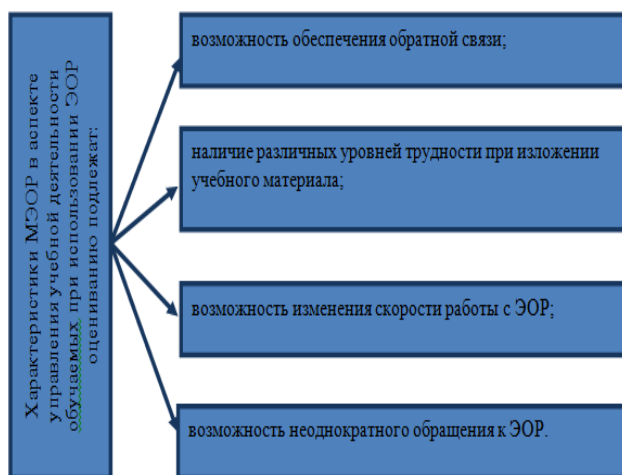 Характеристики МЭОР в аспекте
управления учебной деятельности
обучаемых при использовании ЭОР
оцениванию подлежат:
возможность обеспечения обратной связи;
наличие различных уровней трудности при изложении
учебного материала;
возможность изменения скорости работы с ЭОР;
возможность неоднократного обращения к ЭОР.